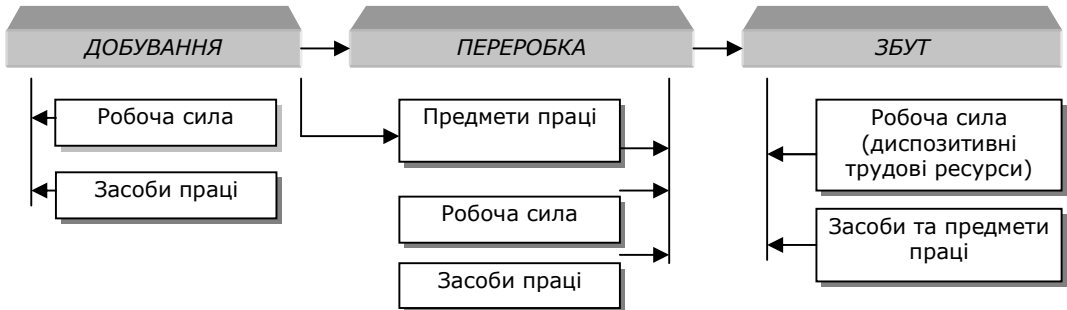 ДОБУВАННЯ
ПЕРЕРОБКА
ЗБУТ
Робоча сила
Засоби праці
Предмети праці
Робоча сила
Засоби праці
Робоча сила
(диспозитивні
трудові ресурси)
Засоби та предмети
праці